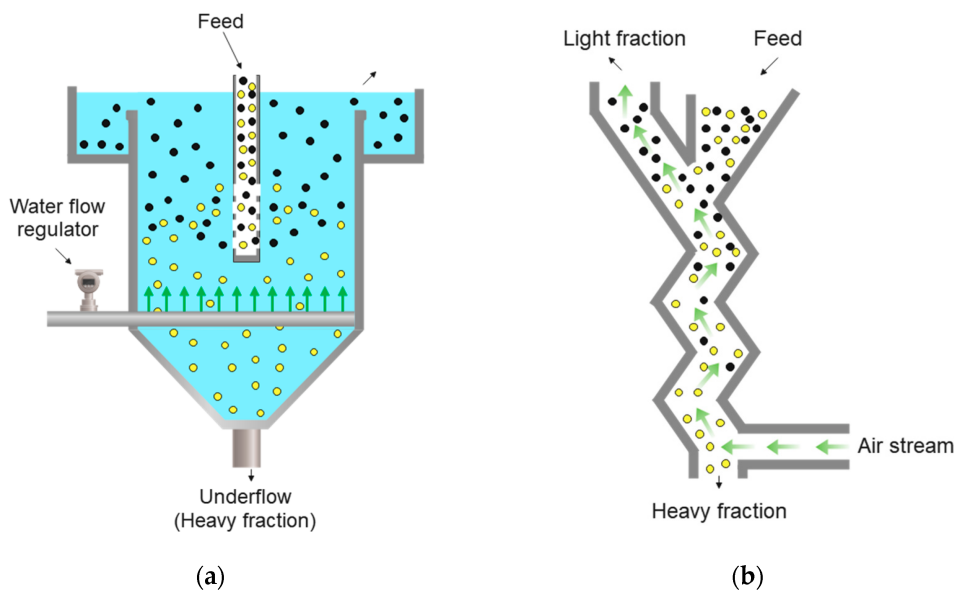 Feed
Water flow
regulator
Underflow
(Heavy fraction)
(a)
Light fraction
Feed
Air stream
Heavy fraction
(b)